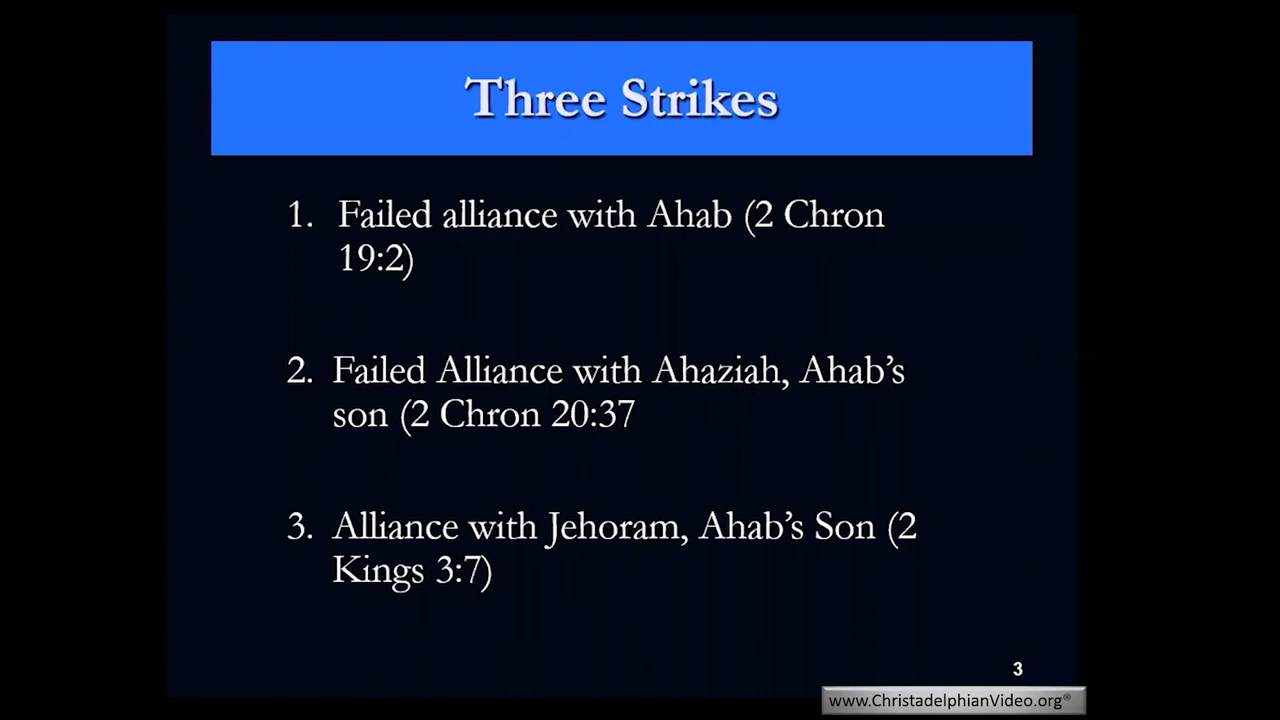 Three Strikes
1. Failed alliance with Ahab (2 Chron
19:2)
2. Failed Alliance with Ahaziah, Ahab’s
son (2 Chron 20:37
3. Alliance with Jehoram, Ahab’s Son (2
Kings 3:7)
3
www.ChristadelphianVideo.org®